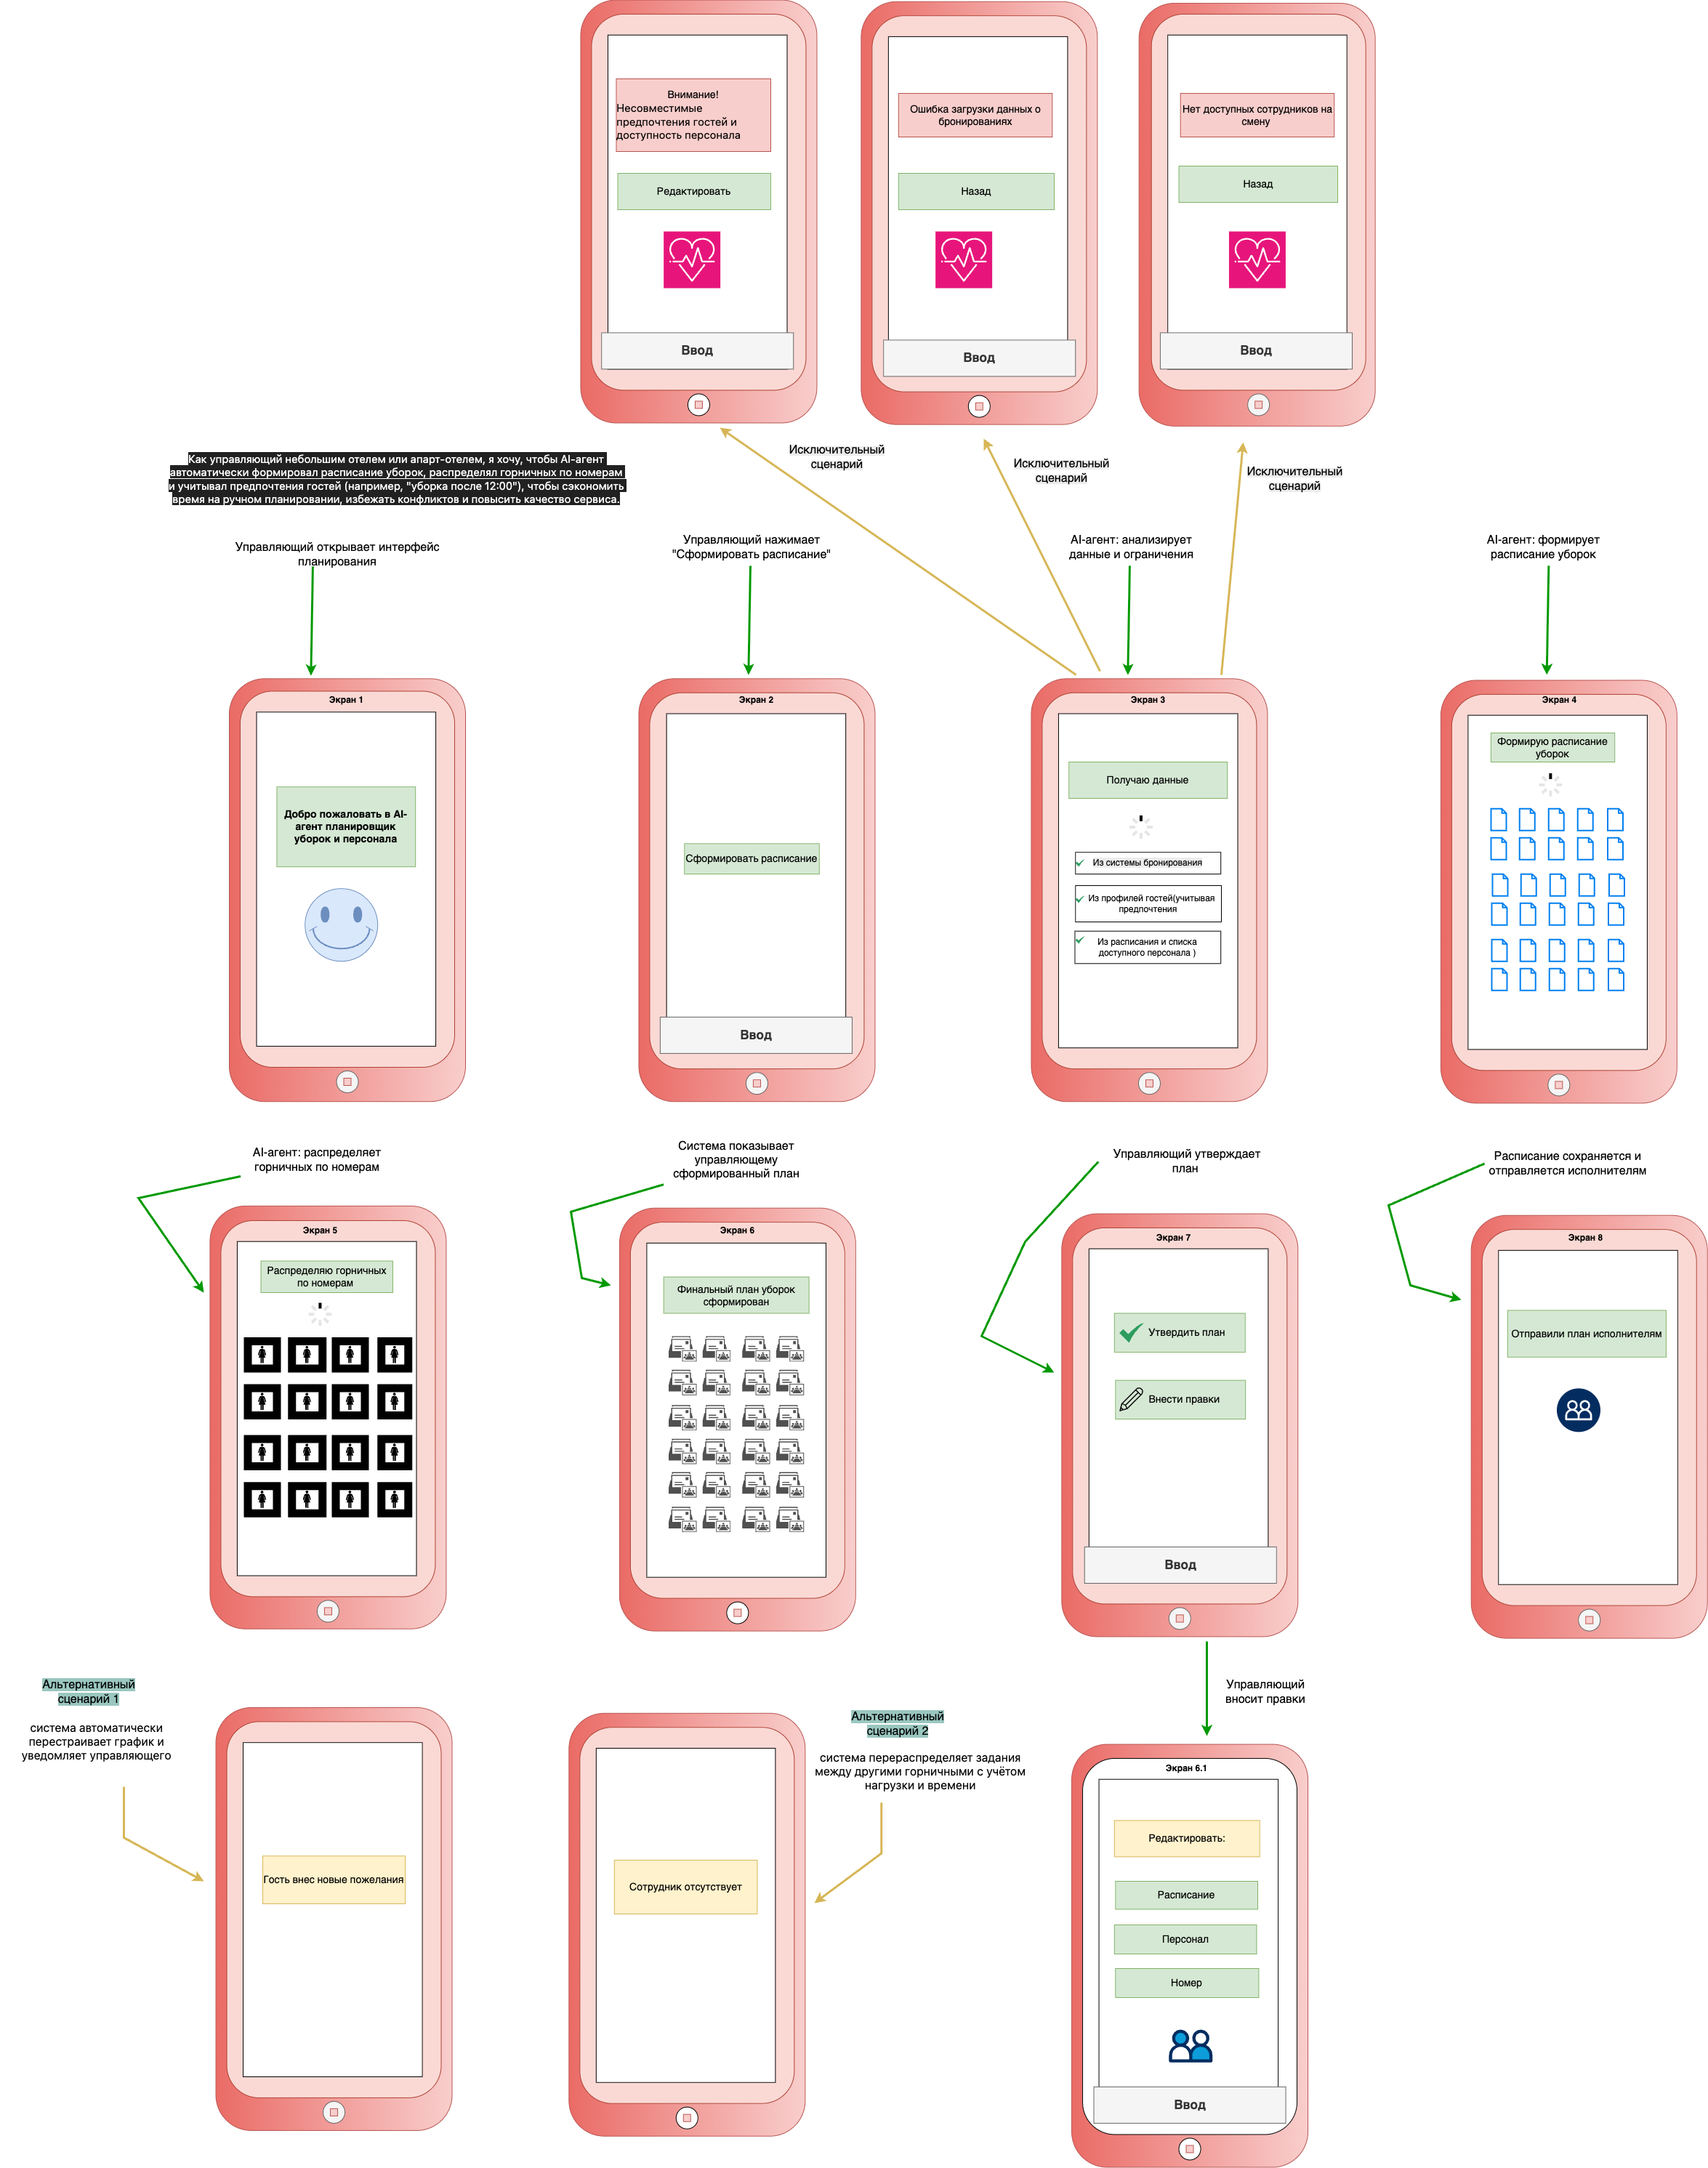 Внимание!
Несовместимые
предпочтения гостей и
доступность персонала
Редактировать
Ввод
Ошибка загрузки данных о
бронированиях
Назад
Ввод
Нет доступных сотрудников на
смену
Назад
Ввод
Исключительный
сценарий
Исключительный
сценарий
Исключительный
сценарий
Как управляющий небольшим отелем или апарт-отелем, я хочу, чтобы AI-агент
автоматически формировал расписание уборок, распределял горничных по номерам
и учитывал предпочтения гостей (например, "уборка после 12:00"), чтобы сэкономить
время на ручном планировании, избежать конфликтов и повысить качество сервиса.
Управляющий открывает интерфейс
планирования
Управляющий нажимает
"Сформировать расписание"
AI-агент: анализирует
данные и ограничения
AI-агент: формирует
расписание уборок
Экран 1
Добро пожаловать в AI-
агент планировщик
уборок и персонала
Экран 2
Сформировать расписание
Ввод
Экран 3
Получаю данные
Из системы бронирования
Из профилей гостей(учитывая
предпочтения
Из расписания и списка
доступного персонала )
Экран 4
Формирую расписание
уборок
AI-агент: распределяет
горничных по номерам
Система показывает
управляющему
сформированный план
Управляющий утверждает
план
Расписание сохраняется и
отправляется исполнителям
Экран 5
Распределяю горничных
по номерам
Экран 6
Финальный план уборок
сформирован
Экран 7
Утвердить план
Внести правки
Ввод
Экран 8
Отправили план исполнителям
Альтернативный
сценарий 1
система автоматически
перестраивает график и
уведомляет управляющего
Гость внес новые пожелания
Сотрудник отсутствует
Альтернативный
сценарий 2
система перераспределяет задания
между другими горничными с учётом
нагрузки и времени
Управляющий
вносит правки
Экран 6.1
Редактировать:
Расписание
Персонал
Номер
Ввод